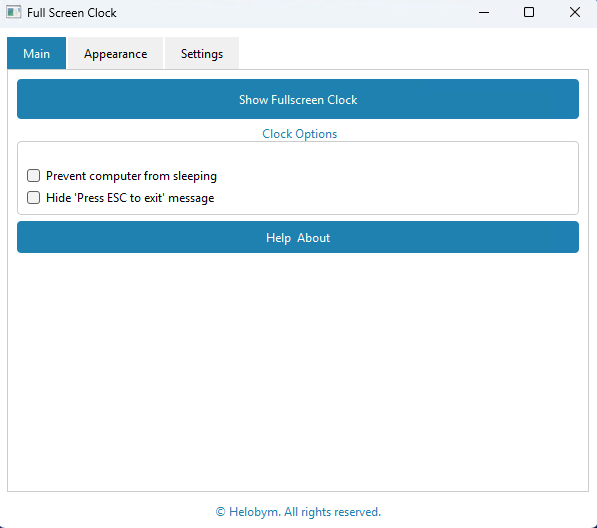 Full Screen Clock
Main Appearance Settings
Show Fullscreen Clock
Clock Options
Prevent computer from sleeping
Hide 'Press ESC to exit' message
Help About
© Helobym. All rights reserved.